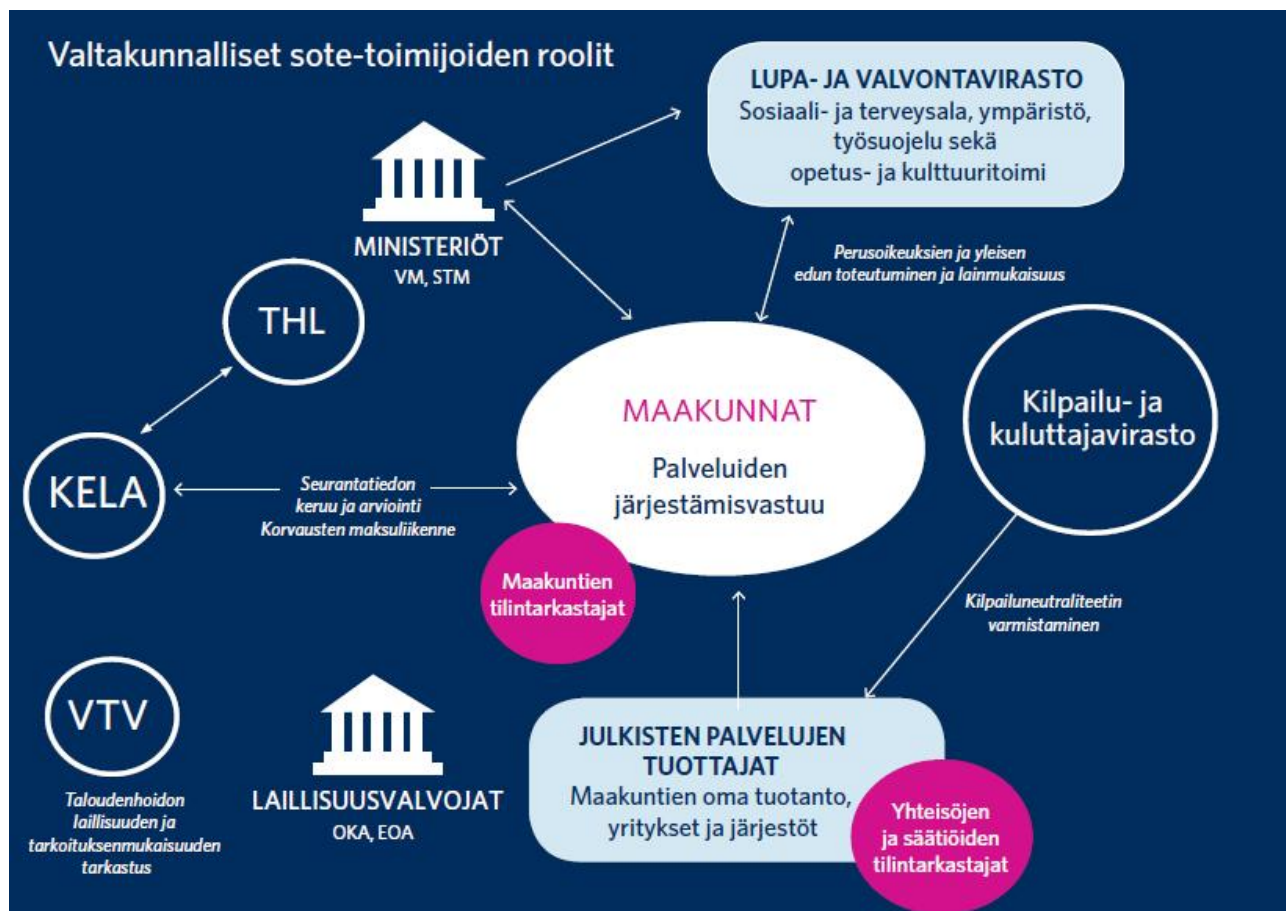 Valtakunnalliset sote-toimijoiden roolit
LUPA- JA VALVONTAVIRASTO
Sosiaali- ja terveysala, ympäristö,
työsuojelu sekä
opetus- ja kulttuuritoimi
MINISTERIÖT
VM, STM
Perusoikeuksien ja yleisen
edun toteutuminen ja lainmukaisuus
THL
KELA
Seurantatiedon
keruu ja arviointi
Korvausten maksuliikenne
MAAKUNNAT
Palveluiden
järjestämisvastuu
Kilpailu- ja
kuluttajavirasto
Maakuntien
tilintarkastajat
Kilpailuneutraliteetin
varmistaminen
VTV
Taloudenhoidon
laillisuuden ja
tarkoituksenmukaisuuden
tarkastus
LAILLISUUSVALVOJAT
OKA, EOA
JULKISTEN PALVELUJEN
TUOTTAJAT
Maakuntien oma tuotanto,
yritykset ja järjestöt
Yhteisöjen
ja säätiöiden
tilintarkastajat